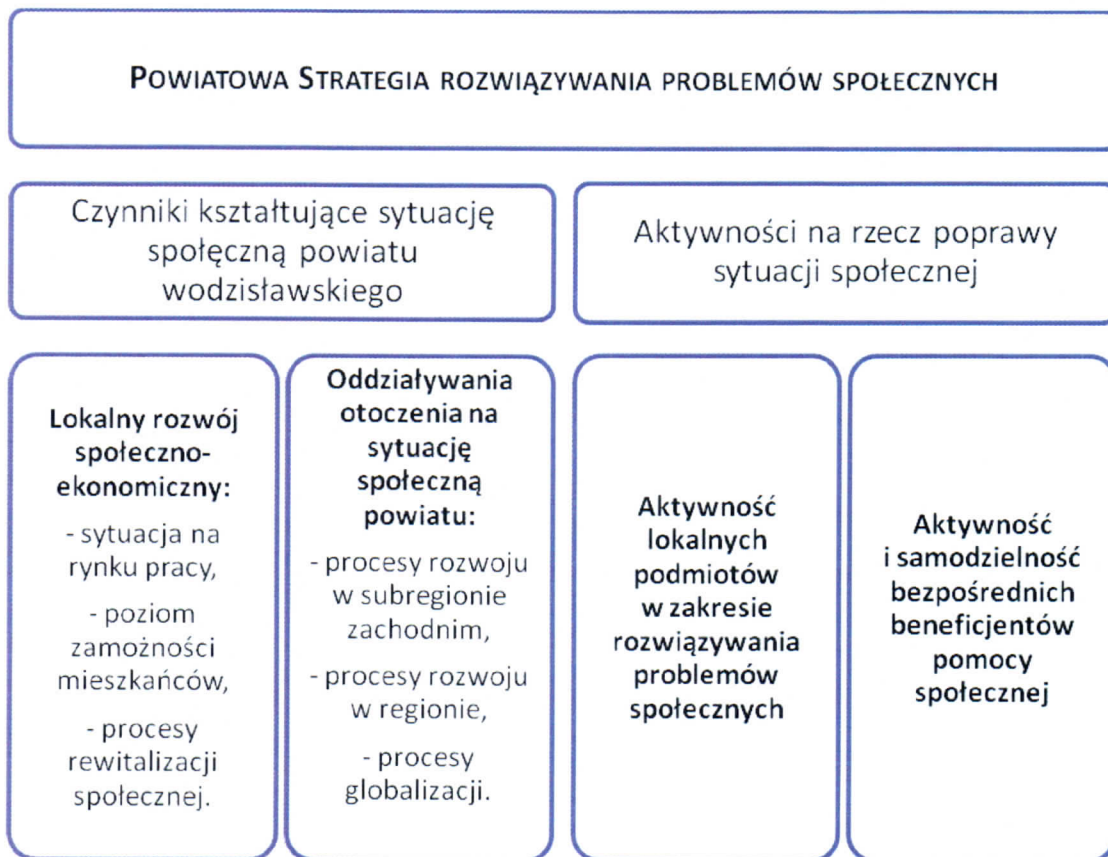 POWIATOWA STRATEGIA ROZWIĄZYWANIA PROBLEMÓW SPOŁECZNYCH
Czynniki kształtujące sytuację
społęczną powiatu
wodzisławskiego
Aktywności na rzecz poprawy
sytuacji społecznej
Lokalny rozwój
społeczno-
ekonomiczny:
- sytuacja na
rynku pracy,
- poziom
zamożności
mieszkańców,
- procesy
rewitalizacji
społecznej.
Oddziaływania
otoczenia na
sytuację
społeczną
powiatu:
- procesy rozwoju
w subregionie
zachodnim,
- procesy rozwoju
w regionie,
- procesy
globalizacji.
Aktywność
lokalnych
podmiotów
w zakresie
rozwiązywania
problemów
społecznych
Aktywność
i samodzielność
bezpośrednich
beneficjentów
pomocy
społecznej